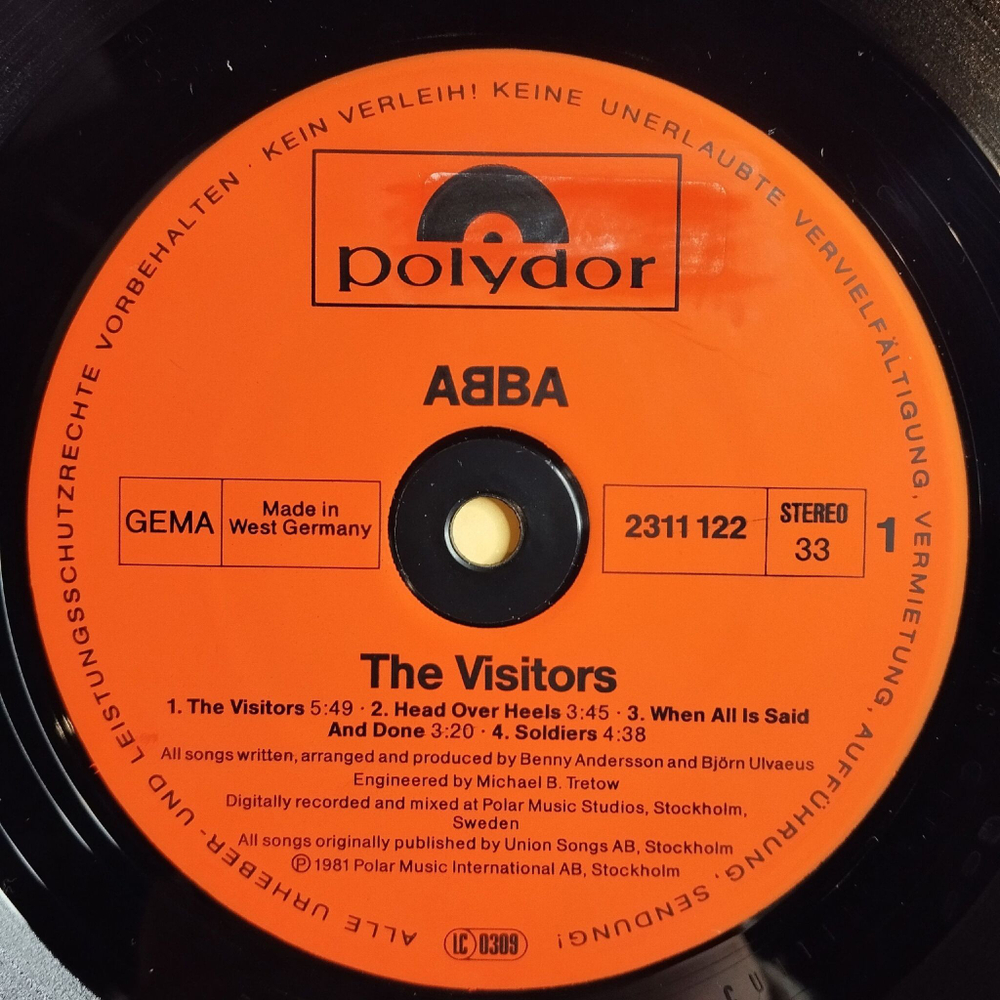 ALLE URHEBER- UND LEISTUNGSSCHUTZRECHTE VORBEHALTEN · KEIN VERLEIH! KEINE UNERLAUBTE VERVIELFÄLTIGUNG, VERMIETUNG, AUFFÜHRUNG, SENDUNG!
polydor
ABBA
GEMA
Made in
West Germany
2311 122
STEREO
33
1
The Visitors
1. The Visitors 5:49 · 2. Head Over Heels 3:45 · 3. When All Is Said
And Done 3:20 · 4. Soldiers 4:38
All songs written, arranged and produced by Benny Andersson and Björn Ulvaeus
Engineered by Michael B. Tretow
Digitally recorded and mixed at Polar Music Studios, Stockholm,
Sweden
All songs originally published by Union Songs AB, Stockholm
Ⓟ 1981 Polar Music International AB, Stockholm
LC 0309